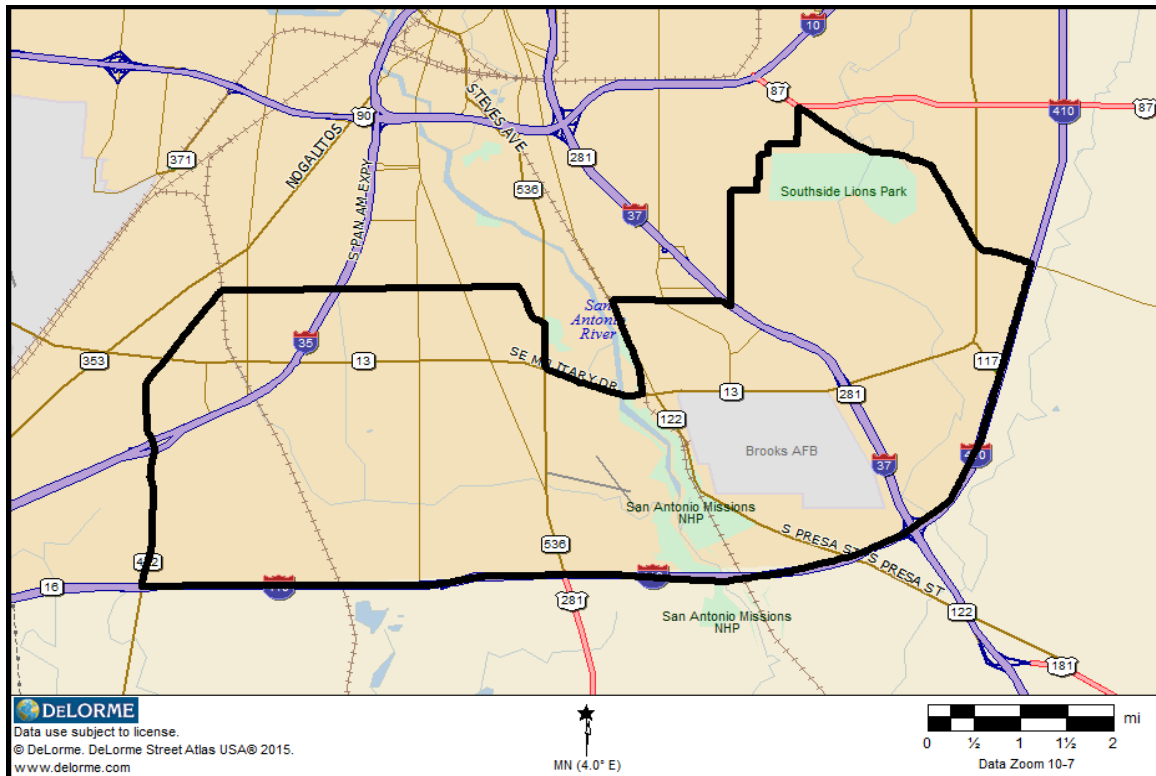 10
87
410
87
STEVES AVE
90
NOGALITOS
371
281
536
S PAN AM EXPY
Southside Lions Park
37
San
Antonio
River
35
353
13
SE MILITARY DR
117
13
281
122
Brooks AFB
37
San Antonio Missions
NHP
536
S PRESA ST
S PRESA ST
16
281
San Antonio Missions
NHP
122
181
DELORME
Data use subject to license.
© DeLorme. DeLorme Street Atlas USA® 2015.
www.delorme.com
MN (4.0° E)
mi
0 ½ 1 1½ 2
Data Zoom 10-7